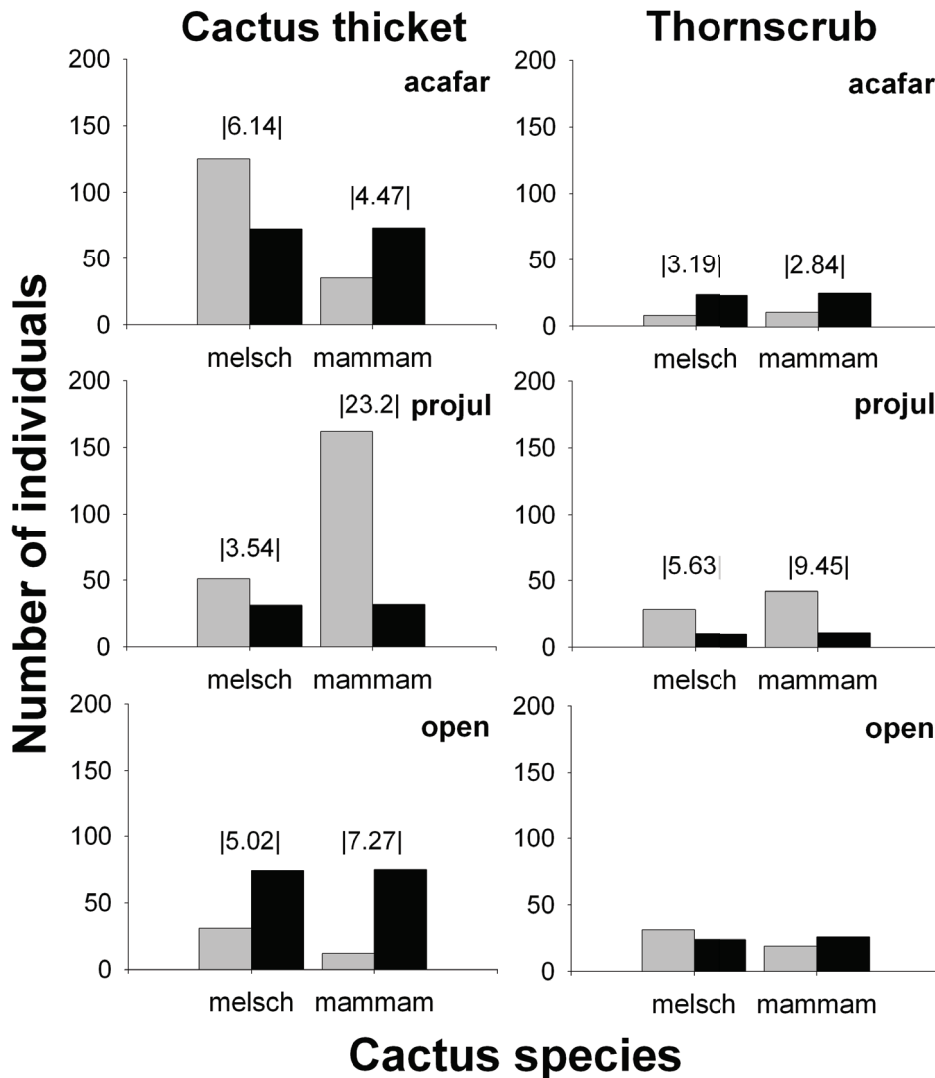 Cactus thicket
Thornscrub
Number of individuals
200
150
100
50
0
acafar
|6.14|
|4.47|
melsch
mammam
200
150
100
50
0
acafar
|3.19|
|2.84|
melsch
mammam
200
150
100
50
0
projul
|3.54|
|23.2|
melsch
mammam
200
150
100
50
0
projul
|5.63|
|9.45|
melsch
mammam
200
150
100
50
0
open
|5.02|
|7.27|
melsch
mammam
200
150
100
50
0
open
melsch
mammam
Cactus species